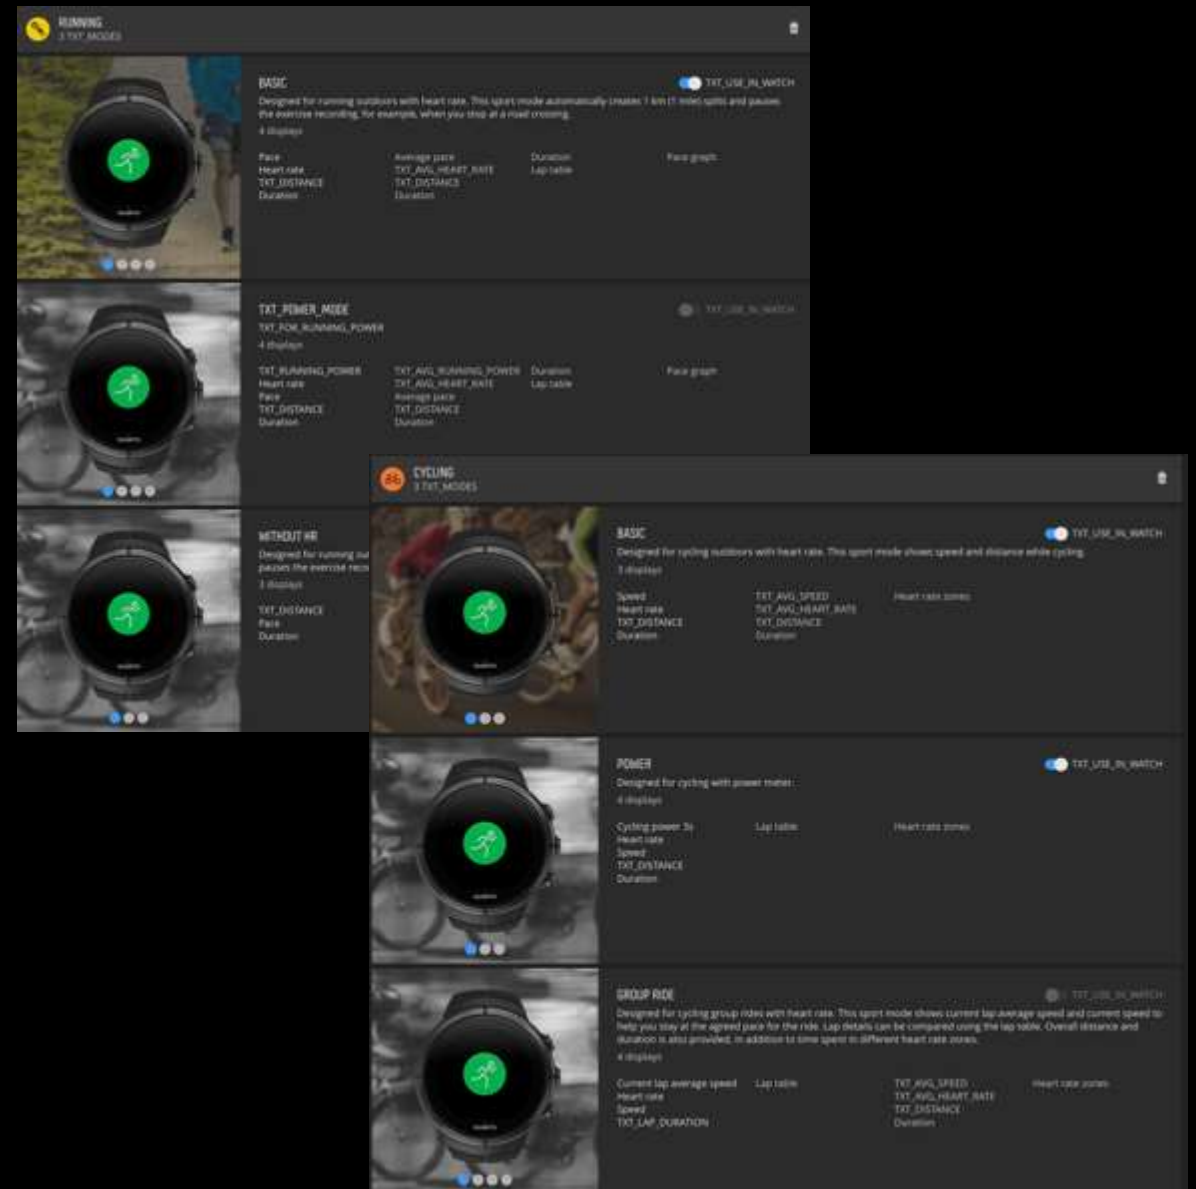 RUNNING
3 TXT_MODES
BASIC
TXT_USE_IN_WATCH
Designed for running outdoors with heart rate. This sport mode automatically creates 1 km (1 mile) splits and pauses
the exercise recording, for example, when you stop at a road crossing.
4 displays
Pace Average pace Duration Pace graph
Heart rate TXT_AVG_HEART_RATE Lap table
TXT_DISTANCE TXT_DISTANCE
Duration Duration
TXT_POWER_MODE
TXT_USE_IN_WATCH
TXT_FOR_RUNNING_POWER
4 displays
TXT_RUNNING_POWER TXT_AVG_RUNNING_POWER Duration Pace graph
Heart rate TXT_AVG_HEART_RATE Lap table
Pace Average pace
TXT_DISTANCE TXT_DISTANCE
Duration Duration
WITHOUT HR
Designed for running out
pauses the exercise reco
3 displays
TXT_DISTANCE
Pace
Duration
CYCLING
3 TXT_MODES
BASIC
TXT_USE_IN_WATCH
Designed for cycling outdoors with heart rate. This sport mode shows speed and distance while cycling.
3 displays
Speed TXT_AVG_SPEED Heart rate zones
Heart rate TXT_AVG_HEART_RATE
TXT_DISTANCE TXT_DISTANCE
Duration Duration
POWER
TXT_USE_IN_WATCH
Designed for cycling with power meter.
4 displays
Cycling power 3s Lap table Heart rate zones
Heart rate
Speed
TXT_DISTANCE
Duration
GROUP RIDE
TXT_USE_IN_WATCH
Designed for cycling group rides with heart rate. This sport mode shows current lap average speed and current speed to
help you stay at the agreed pace for the ride. Lap details can be compared using the lap table. Overall distance and
duration is also provided, in addition to time spent in different heart rate zones.
4 displays
Current lap average speed Lap table TXT_AVG_SPEED Heart rate zones
Heart rate TXT_AVG_HEART_RATE
Speed TXT_DISTANCE
TXT_LAP_DURATION Duration